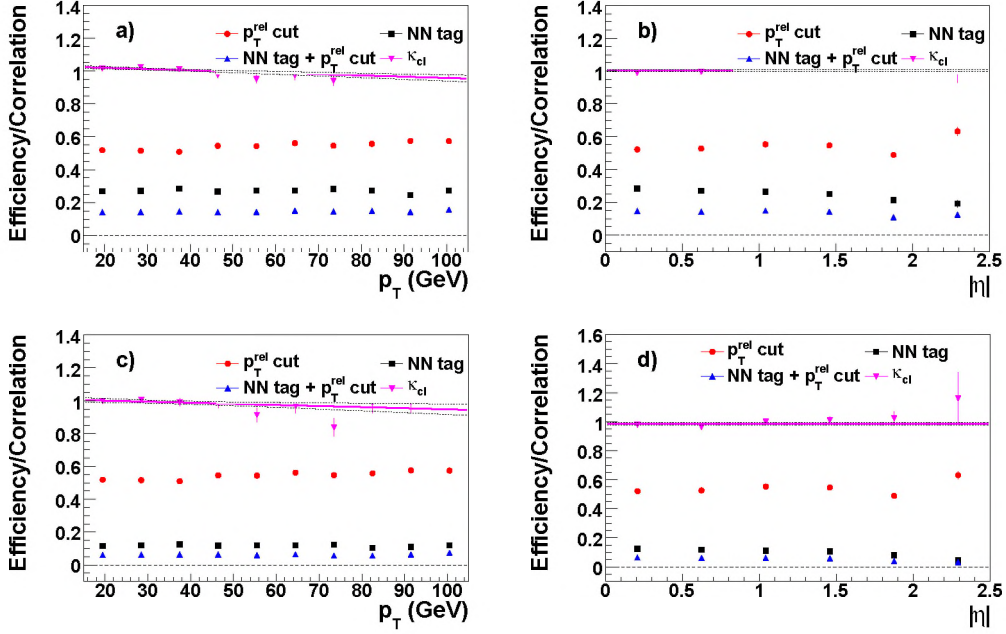 a)
p_T^rel cut
NN tag
NN tag + p_T^rel cut
κ_cl
Efficiency/Correlation
1.4
1.2
1
0.8
0.6
0.4
0.2
0
20 30 40 50 60 70 80 90 100
p_T (GeV)
b)
p_T^rel cut
NN tag
NN tag + p_T^rel cut
κ_cl
Efficiency/Correlation
1.4
1.2
1
0.8
0.6
0.4
0.2
0
0 0.5 1 1.5 2 2.5
|η|
c)
p_T^rel cut
NN tag
NN tag + p_T^rel cut
κ_cl
Efficiency/Correlation
1.4
1.2
1
0.8
0.6
0.4
0.2
0
20 30 40 50 60 70 80 90 100
p_T (GeV)
d)
p_T^rel cut
NN tag
NN tag + p_T^rel cut
κ_cl
Efficiency/Correlation
1.6
1.4
1.2
1
0.8
0.6
0.4
0.2
0
0 0.5 1 1.5 2 2.5
|η|